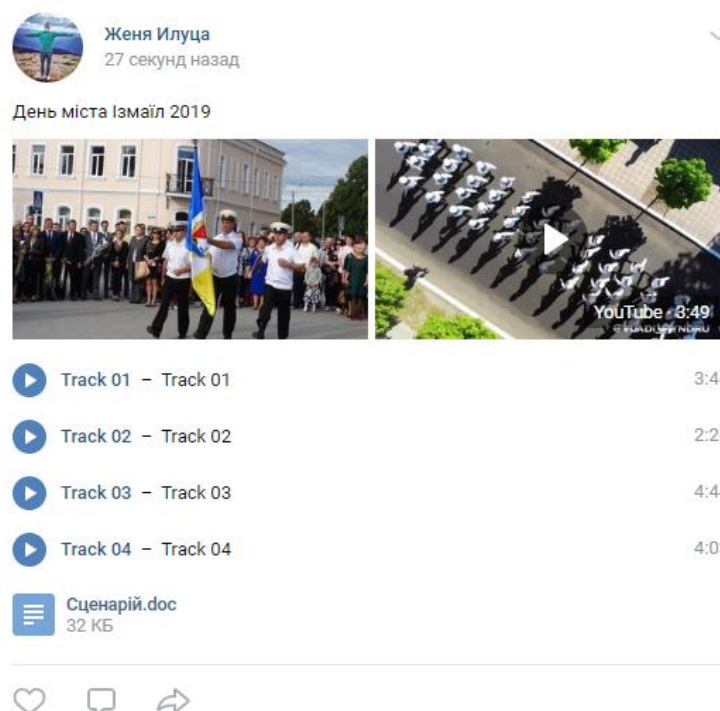 Женя Илуца
27 секунд назад
День міста Ізмаїл 2019
YouTube · 3:49
Track 01 – Track 01
Track 02 – Track 02
Track 03 – Track 03
Track 04 – Track 04
Сценарій.doc
32 КБ